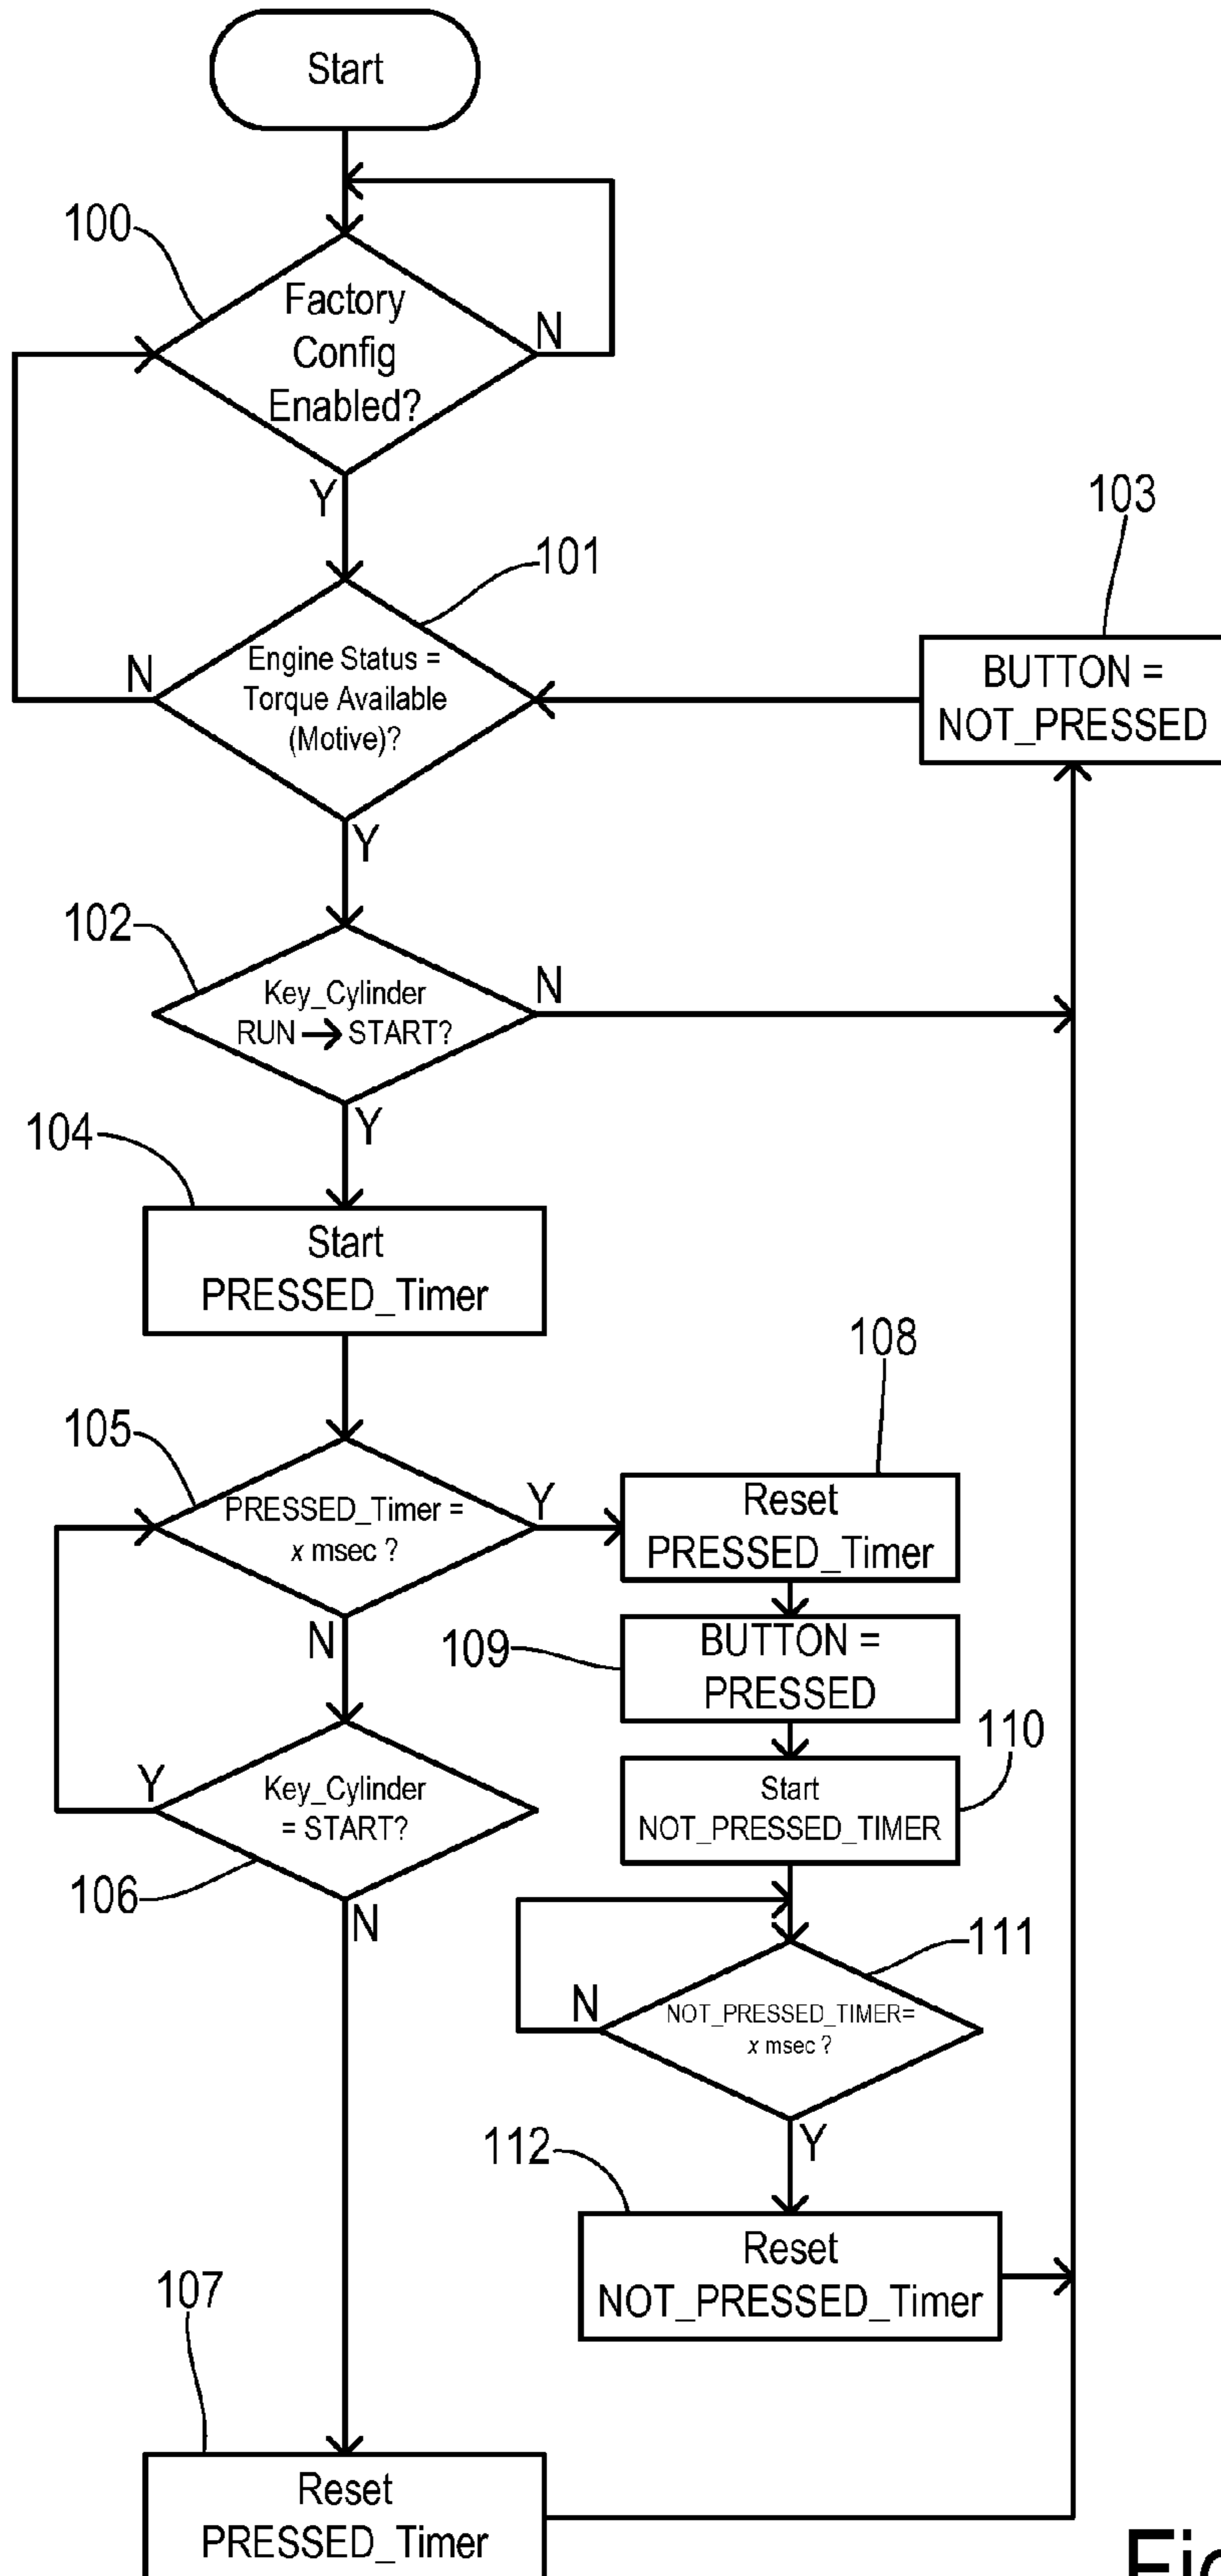 Start
100
Factory
Config
Enabled?
N
Y
101
103
Engine Status =
Torque Available
(Motive)?
N
Y
BUTTON =
NOT_PRESSED
102
Key_Cylinder
RUN → START?
N
Y
104
Start
PRESSED_Timer
108
105
PRESSED_Timer =
x msec ?
Y
N
Reset
PRESSED_Timer
109
BUTTON =
PRESSED
110
Y
Key_Cylinder
= START?
106
N
Start
NOT_PRESSED_TIMER
111
N
NOT_PRESSED_TIMER=
x msec ?
Y
112
Reset
NOT_PRESSED_Timer
107
Reset
PRESSED_Timer